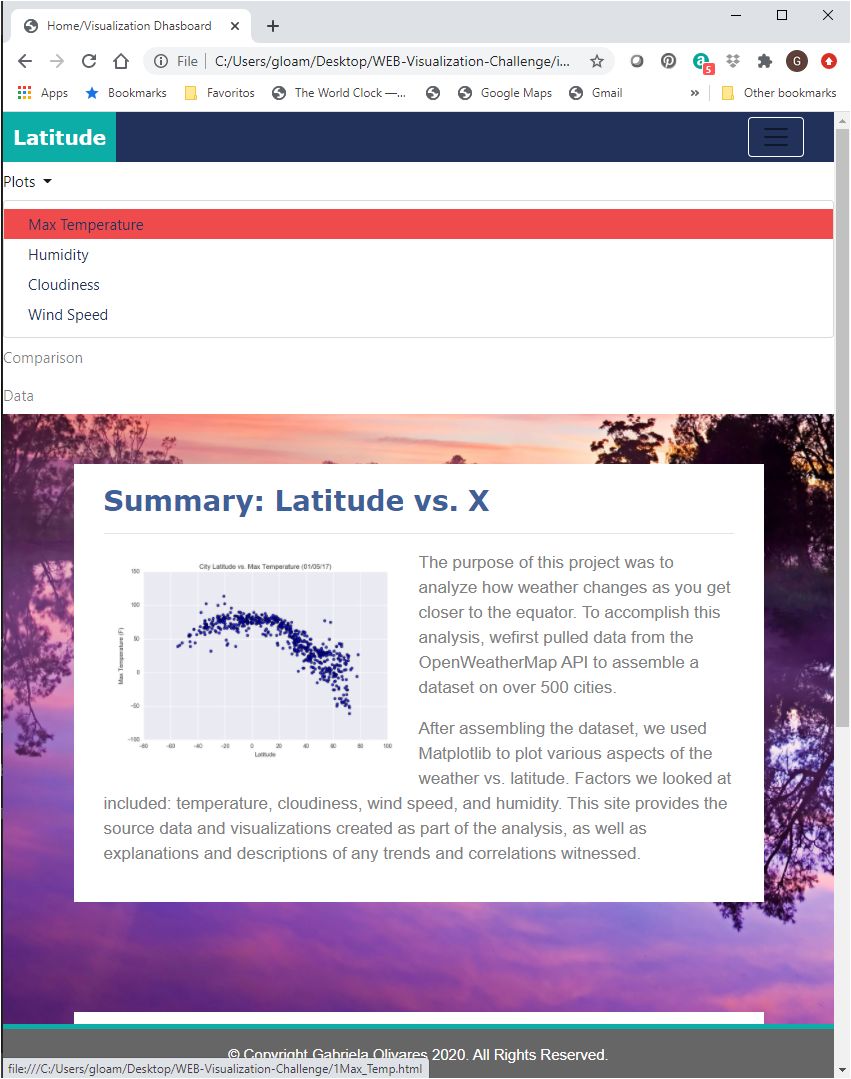 Home/Visualization Dhasboard
File C:/Users/gloam/Desktop/WEB-Visualization-Challenge/i...
5
G
Apps Bookmarks Favoritos The World Clock —... Google Maps Gmail » Other bookmarks
Latitude
Plots
Max Temperature
Humidity
Cloudiness
Wind Speed
Comparison
Data
Summary: Latitude vs. X
City Latitude vs. Max Temperature (01/05/17)
Max Temperature (F)
150
100
50
0
−50
−100
−80 −60 −40 −20 0 20 40 60 80 100
Latitude
The purpose of this project was to
analyze how weather changes as you get
closer to the equator. To accomplish this
analysis, wefirst pulled data from the
OpenWeatherMap API to assemble a
dataset on over 500 cities.
After assembling the dataset, we used
Matplotlib to plot various aspects of the
weather vs. latitude. Factors we looked at
included: temperature, cloudiness, wind speed, and humidity. This site provides the
source data and visualizations created as part of the analysis, as well as
explanations and descriptions of any trends and correlations witnessed.
© Copyright Gabriela Olivares 2020. All Rights Reserved.
file:///C:/Users/gloam/Desktop/WEB-Visualization-Challenge/1Max_Temp.html